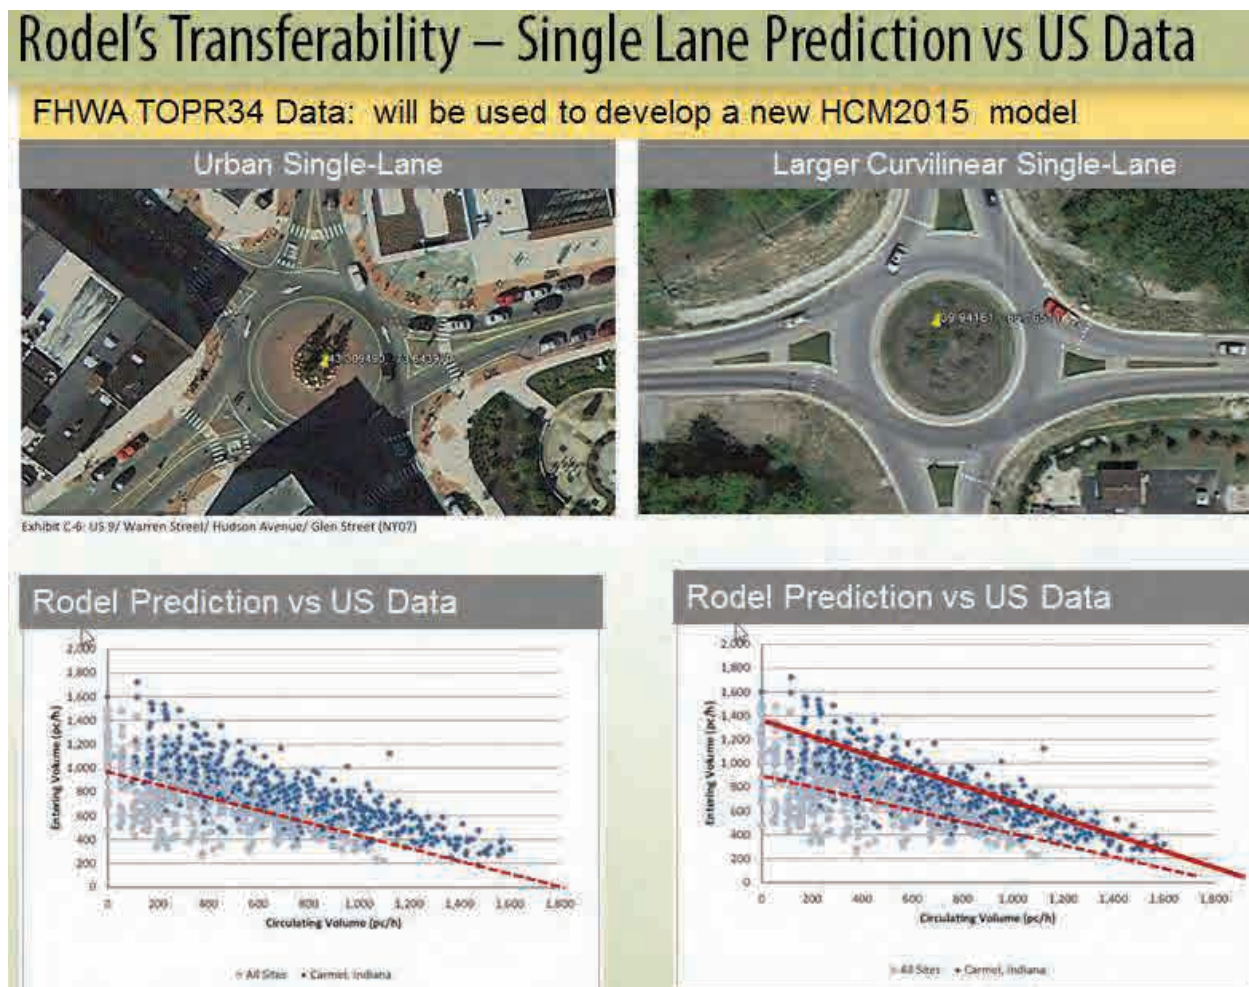 Rodel's Transferability – Single Lane Prediction vs US Data
FHWA TOPR34 Data: will be used to develop a new HCM2015 model
Urban Single-Lane
Larger Curvilinear Single-Lane
Exhibit C-6: US 9/ Warren Street/ Hudson Avenue/ Glen Street (NY07)
Rodel Prediction vs US Data
2,000
1,800
1,600
1,400
1,200
1,000
800
600
400
200
0
Entering Volume (pc/h)
0 200 400 600 800 1,000 1,200 1,400 1,600 1,800
Circulating Volume (pc/h)
All Sites Carmel, Indiana
Rodel Prediction vs US Data
2,000
1,800
1,600
1,400
1,200
1,000
800
600
400
200
0
Entering Volume (pc/h)
0 200 400 600 800 1,000 1,200 1,400 1,600 1,800
Circulating Volume (pc/h)
All Sites Carmel, Indiana